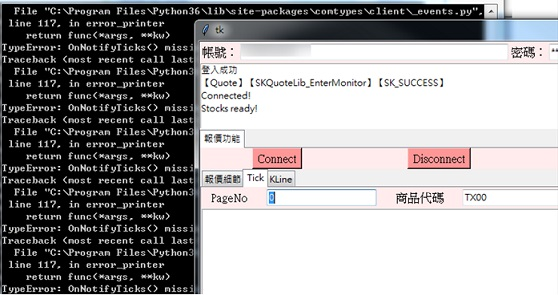 File "C:\Program Files\Python36\lib\site-packages\comtypes\client\_events.py",
line 117, in error_printer
return func(*args, **kw)
TypeError: OnNotifyTicks() missi
Traceback (most recent call last
File "C:\Program Files\Python3
line 117, in error_printer
return func(*args, **kw)
TypeError: OnNotifyTicks() missi
Traceback (most recent call last
File "C:\Program Files\Python3
line 117, in error_printer
return func(*args, **kw)
TypeError: OnNotifyTicks() missi
Traceback (most recent call last
File "C:\Program Files\Python3
line 117, in error_printer
return func(*args, **kw)
TypeError: OnNotifyTicks() missi
Traceback (most recent call last
File "C:\Program Files\Python3
line 117, in error_printer
return func(*args, **kw)
TypeError: OnNotifyTicks() missi
tk
帳號： 密碼： **
登入成功
【Quote】【SKQuoteLib_EnterMonitor】【SK_SUCCESS】
Connected!
Stocks ready!
報價功能
Connect Disconnect
報價細節 Tick KLine
PageNo 0 商品代碼 TX00